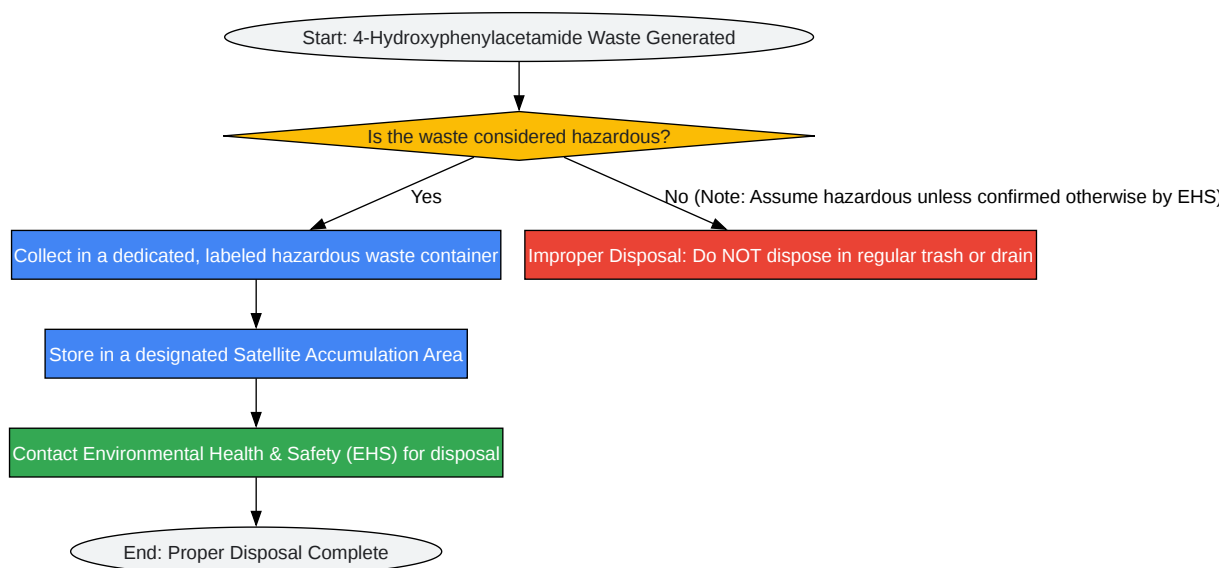 Start: 4-Hydroxyphenylacetamide Waste Generated
Is the waste considered hazardous?
Yes
No (Note: Assume hazardous unless confirmed otherwise by EHS)
Collect in a dedicated, labeled hazardous waste container
Improper Disposal: Do NOT dispose in regular trash or drain
Store in a designated Satellite Accumulation Area
Contact Environmental Health & Safety (EHS) for disposal
End: Proper Disposal Complete